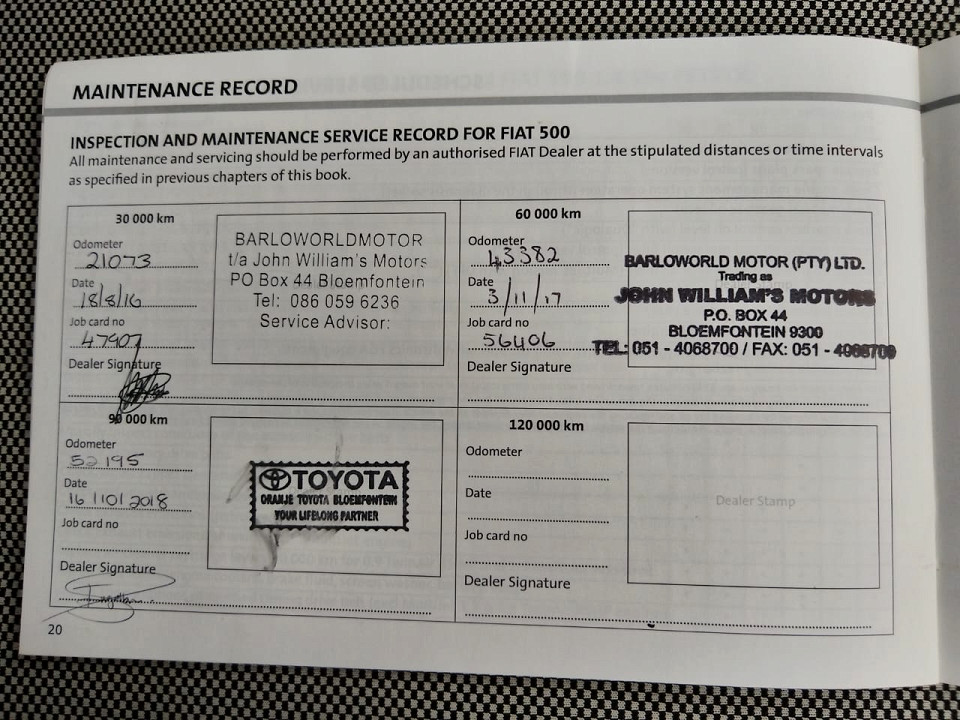 MAINTENANCE RECORD
INSPECTION AND MAINTENANCE SERVICE RECORD FOR FIAT 500
All maintenance and servicing should be performed by an authorised FIAT Dealer at the stipulated distances or time intervals
as specified in previous chapters of this book.
30 000 km
Odometer
21073
Date
18/8/16
Job card no
47907
Dealer Signature
BARLOWORLDMOTOR
t/a John William's Motors
PO Box 44 Bloemfontein
Tel: 086 059 6236
Service Advisor:
60 000 km
Odometer
43382
Date
3/11/17
Job card no
56406
Dealer Signature
BARLOWORLD MOTOR (PTY) LTD.
Trading as
JOHN WILLIAM'S MOTORS
P.O. BOX 44
BLOEMFONTEIN 9300
TEL: 051 - 4068700 / FAX: 051 - 4068709
90 000 km
Odometer
52195
Date
16/10/2018
Job card no
Dealer Signature
TOYOTA
ORANJE TOYOTA BLOEMFONTEIN
YOUR LIFELONG PARTNER
120 000 km
Odometer
Date
Job card no
Dealer Signature
Dealer Stamp
20